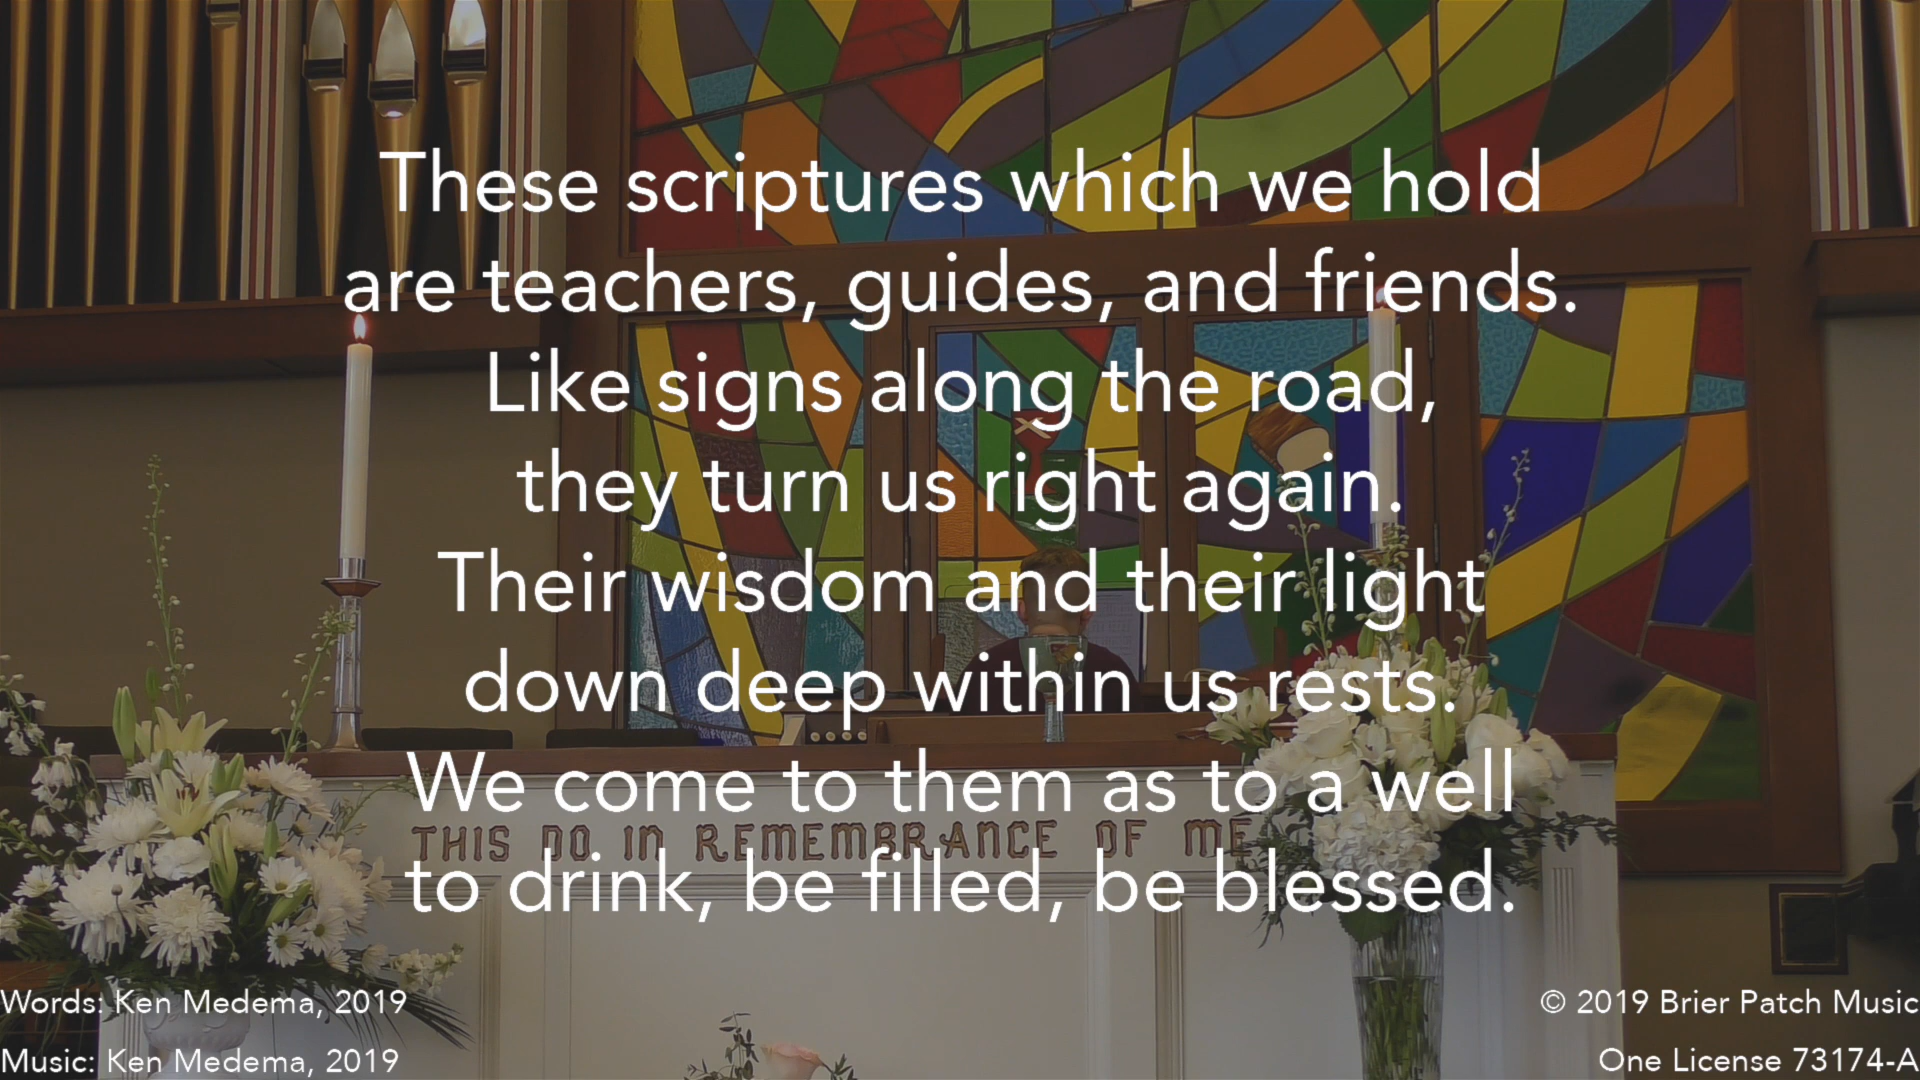 These scriptures which we hold
are teachers, guides, and friends.
Like signs along the road,
they turn us right again.
Their wisdom and their light
down deep within us rests.
We come to them as to a well
THIS DO IN REMEMBRANCE OF ME
to drink, be filled, be blessed.
Words: Ken Medema, 2019
Music: Ken Medema, 2019
© 2019 Brier Patch Music
One License 73174-A